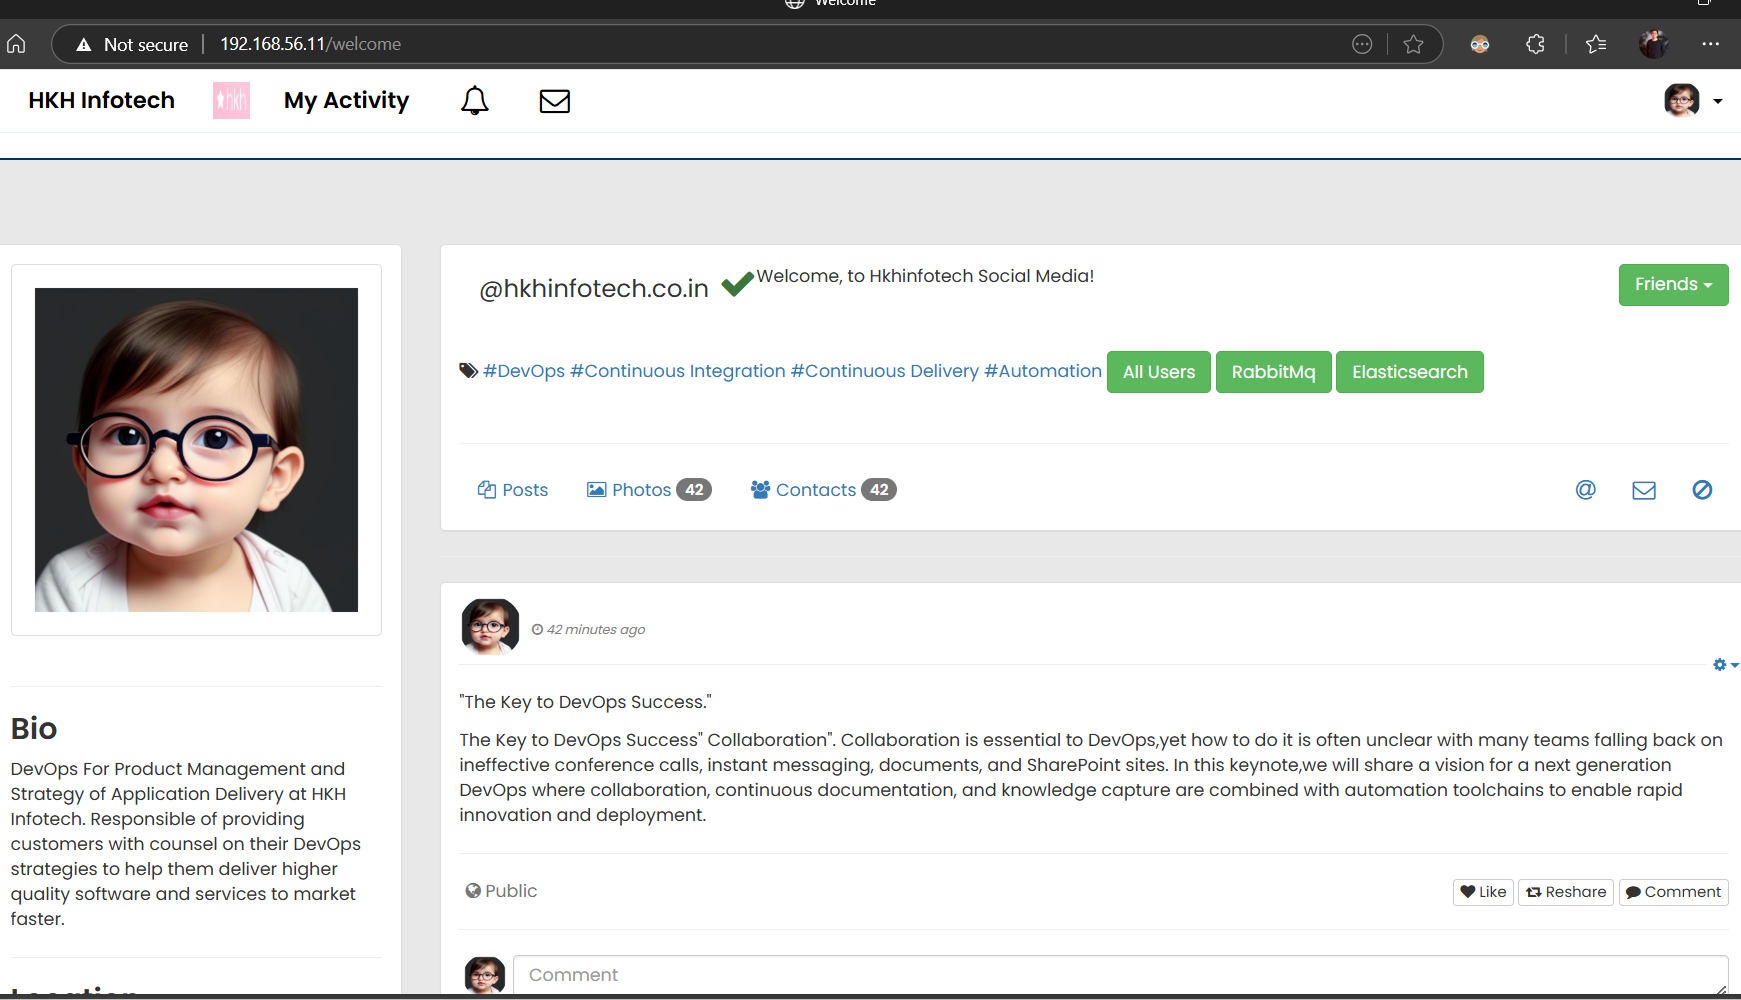 Welcome
Not secure
192.168.56.11/welcome
HKH Infotech
hkh
My Activity
@hkhinfotech.co.in
Welcome, to Hkhinfotech Social Media!
Friends
#DevOps #Continuous Integration #Continuous Delivery #Automation
All Users
RabbitMq
Elasticsearch
Posts
Photos 42
Contacts 42
@
42 minutes ago
"The Key to DevOps Success."
The Key to DevOps Success" Collaboration". Collaboration is essential to DevOps,yet how to do it is often unclear with many teams falling back on
ineffective conference calls, instant messaging, documents, and SharePoint sites. In this keynote,we will share a vision for a next generation
DevOps where collaboration, continuous documentation, and knowledge capture are combined with automation toolchains to enable rapid
innovation and deployment.
Public
Like
Reshare
Comment
Comment
Bio
DevOps For Product Management and
Strategy of Application Delivery at HKH
Infotech. Responsible of providing
customers with counsel on their DevOps
strategies to help them deliver higher
quality software and services to market
faster.
Location